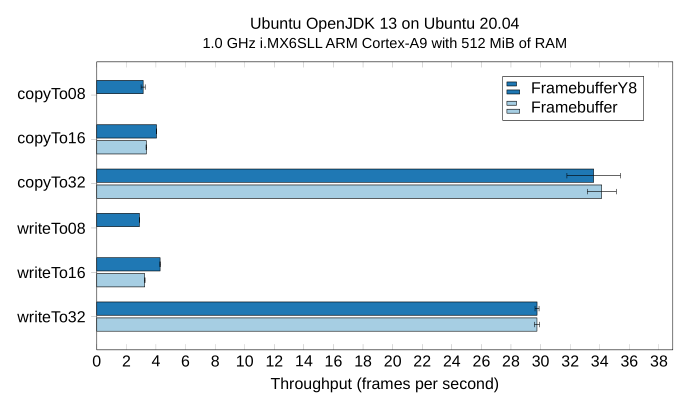 Ubuntu OpenJDK 13 on Ubuntu 20.04
1.0 GHz i.MX6SLL ARM Cortex-A9 with 512 MiB of RAM
FramebufferY8
Framebuffer
copyTo08
copyTo16
copyTo32
writeTo08
writeTo16
writeTo32
0 2 4 6 8 10 12 14 16 18 20 22 24 26 28 30 32 34 36 38
Throughput (frames per second)